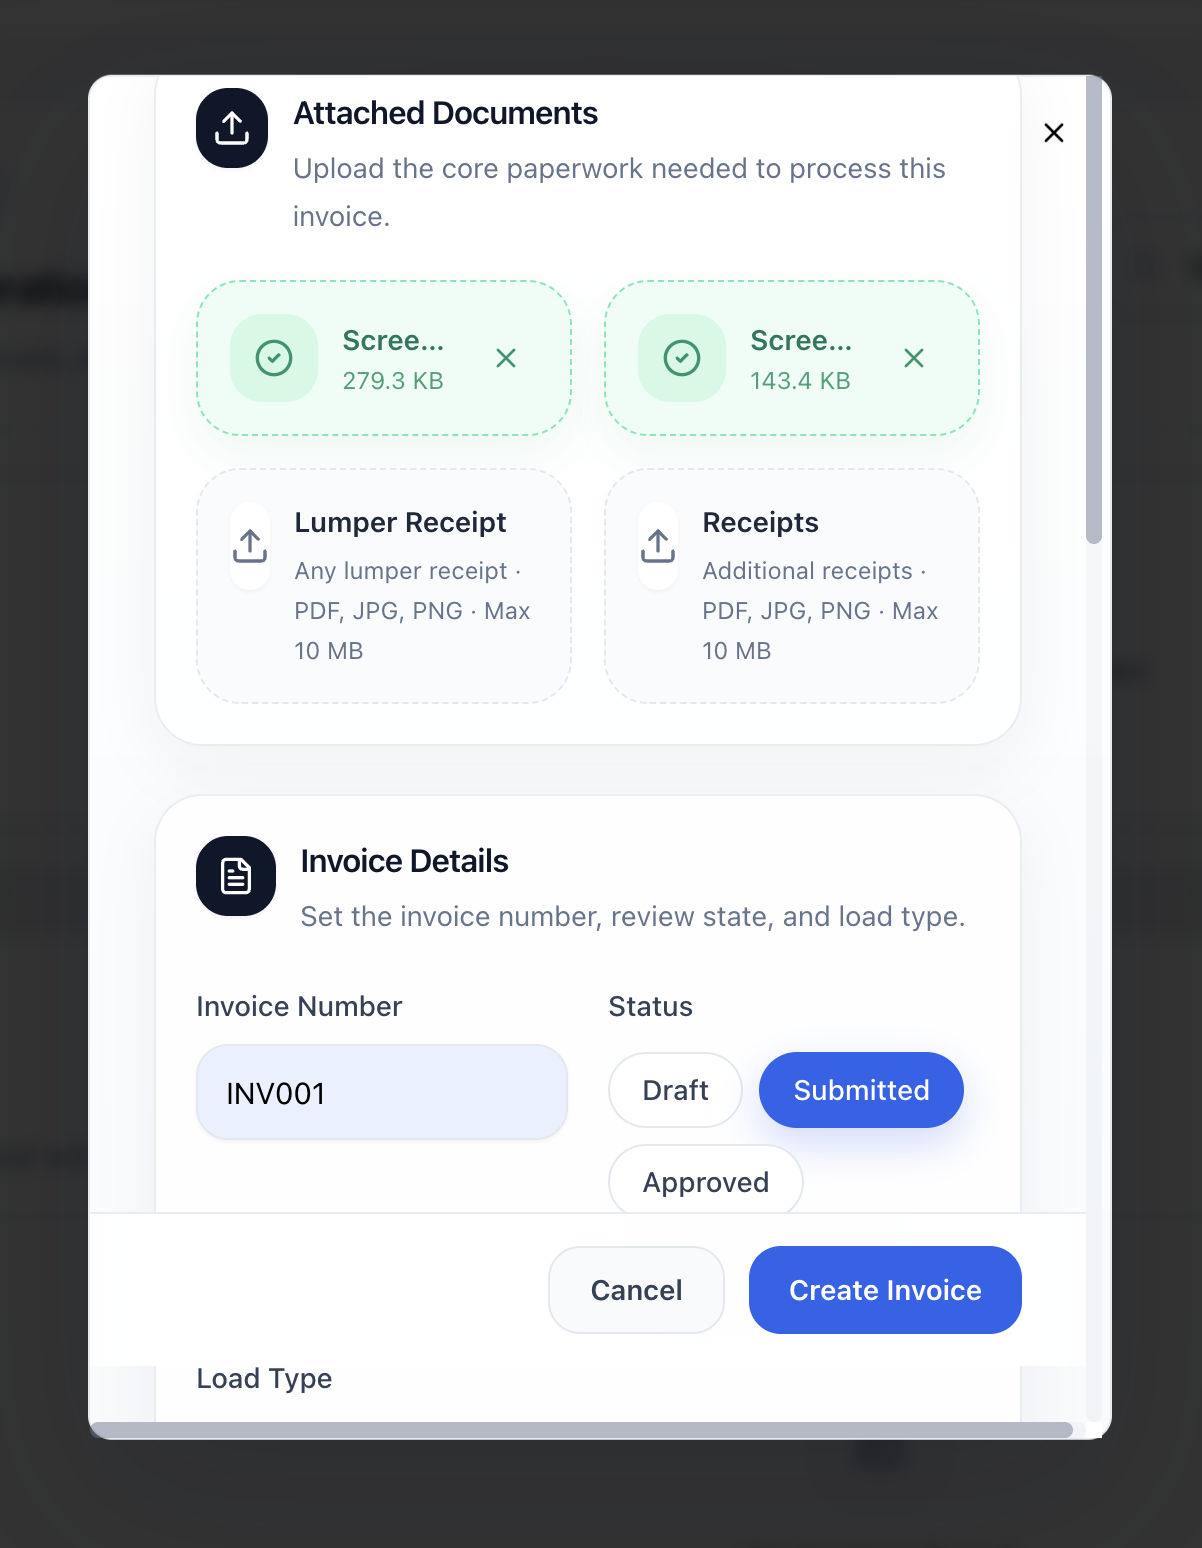 Attached Documents
Upload the core paperwork needed to process this
invoice.
Scree...
279.3 KB
Scree...
143.4 KB
Lumper Receipt
Any lumper receipt ·
PDF, JPG, PNG · Max
10 MB
Receipts
Additional receipts ·
PDF, JPG, PNG · Max
10 MB
Invoice Details
Set the invoice number, review state, and load type.
Invoice Number
INV001
Status
Draft
Submitted
Approved
Cancel
Create Invoice
Load Type